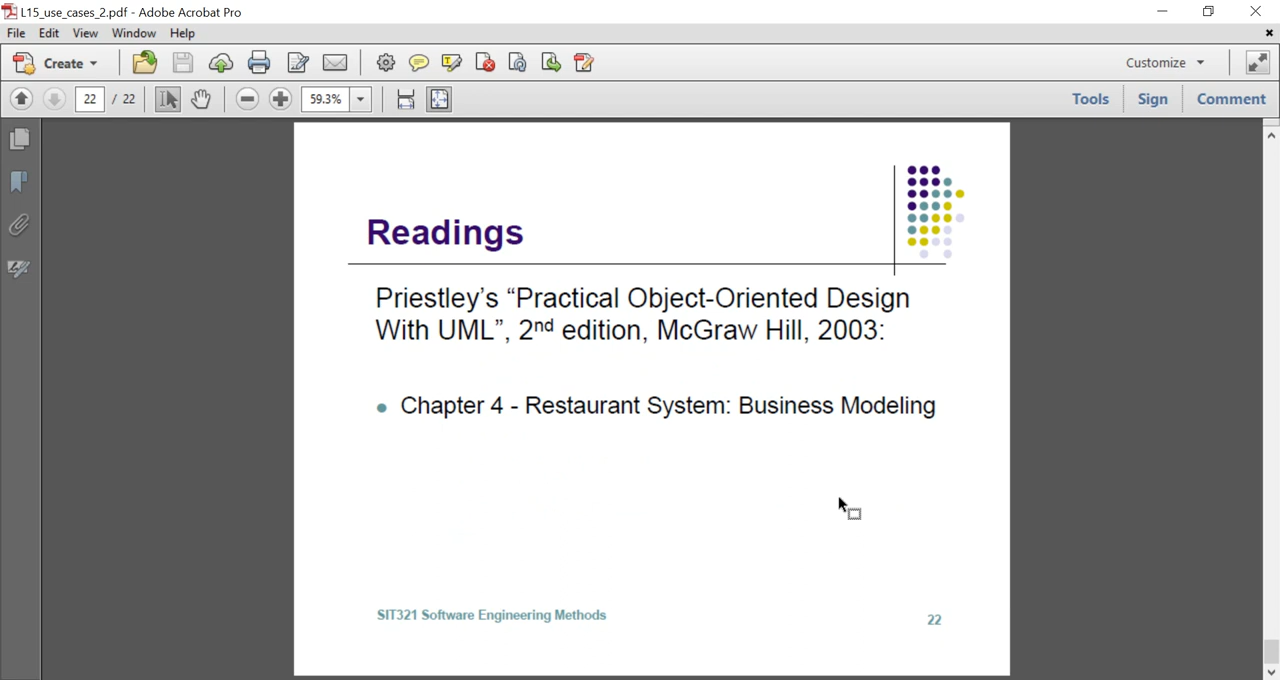 L15_use_cases_2.pdf - Adobe Acrobat Pro
File Edit View Window Help
Create Customize
22 / 22 59.3% Tools Sign Comment
Readings
Priestley's “Practical Object-Oriented Design
With UML”, 2nd edition, McGraw Hill, 2003:
Chapter 4 - Restaurant System: Business Modeling
SIT321 Software Engineering Methods 22